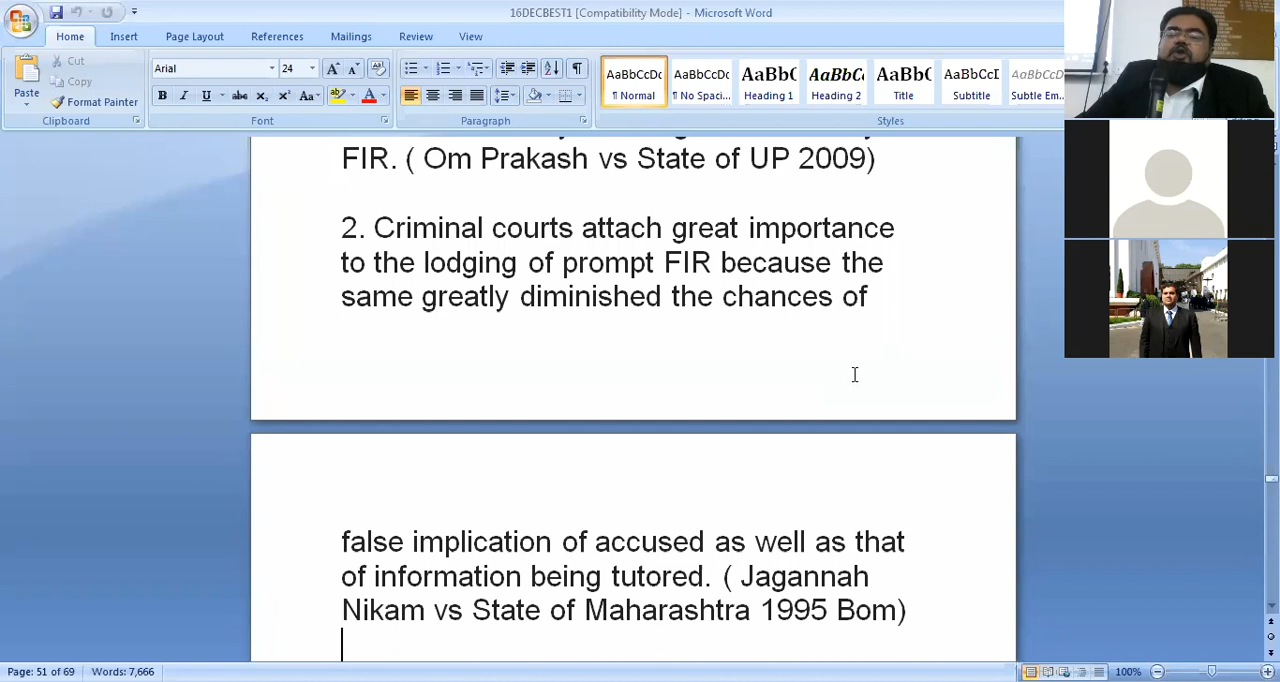 16DECBEST1 [Compatibility Mode] - Microsoft Word
Home Insert Page Layout References Mailings Review View
Paste
Cut
Copy
Format Painter
Clipboard
Arial 24
Font
Paragraph
AaBbCcDc AaBbCcDc AaBbC AaBbC AaBbC AaBbCcI AaBbCcDc
¶ Normal ¶ No Spaci... Heading 1 Heading 2 Title Subtitle Subtle Em...
Styles
FIR. ( Om Prakash vs State of UP 2009)
2. Criminal courts attach great importance
to the lodging of prompt FIR because the
same greatly diminished the chances of
false implication of accused as well as that
of information being tutored. ( Jagannah
Nikam vs State of Maharashtra 1995 Bom)
Page: 51 of 69 Words: 7,666 100%